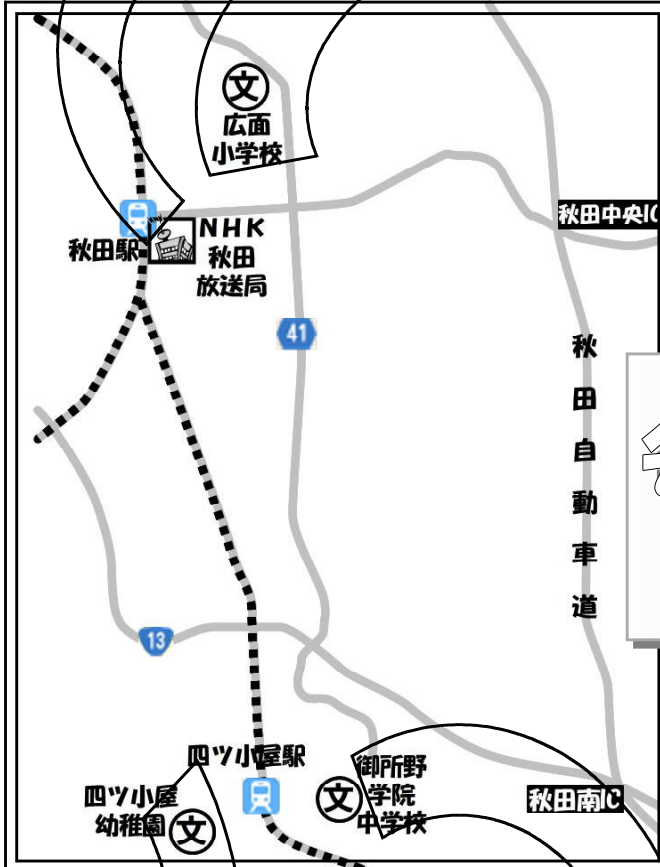 文
広面
小学校
秋田中央IC
秋田駅
NHK
秋田
放送局
41
秋田自動車道
13
四ツ小屋駅
四ツ小屋
幼稚園
文
文
御所野
学院
中学校
秋田南IC